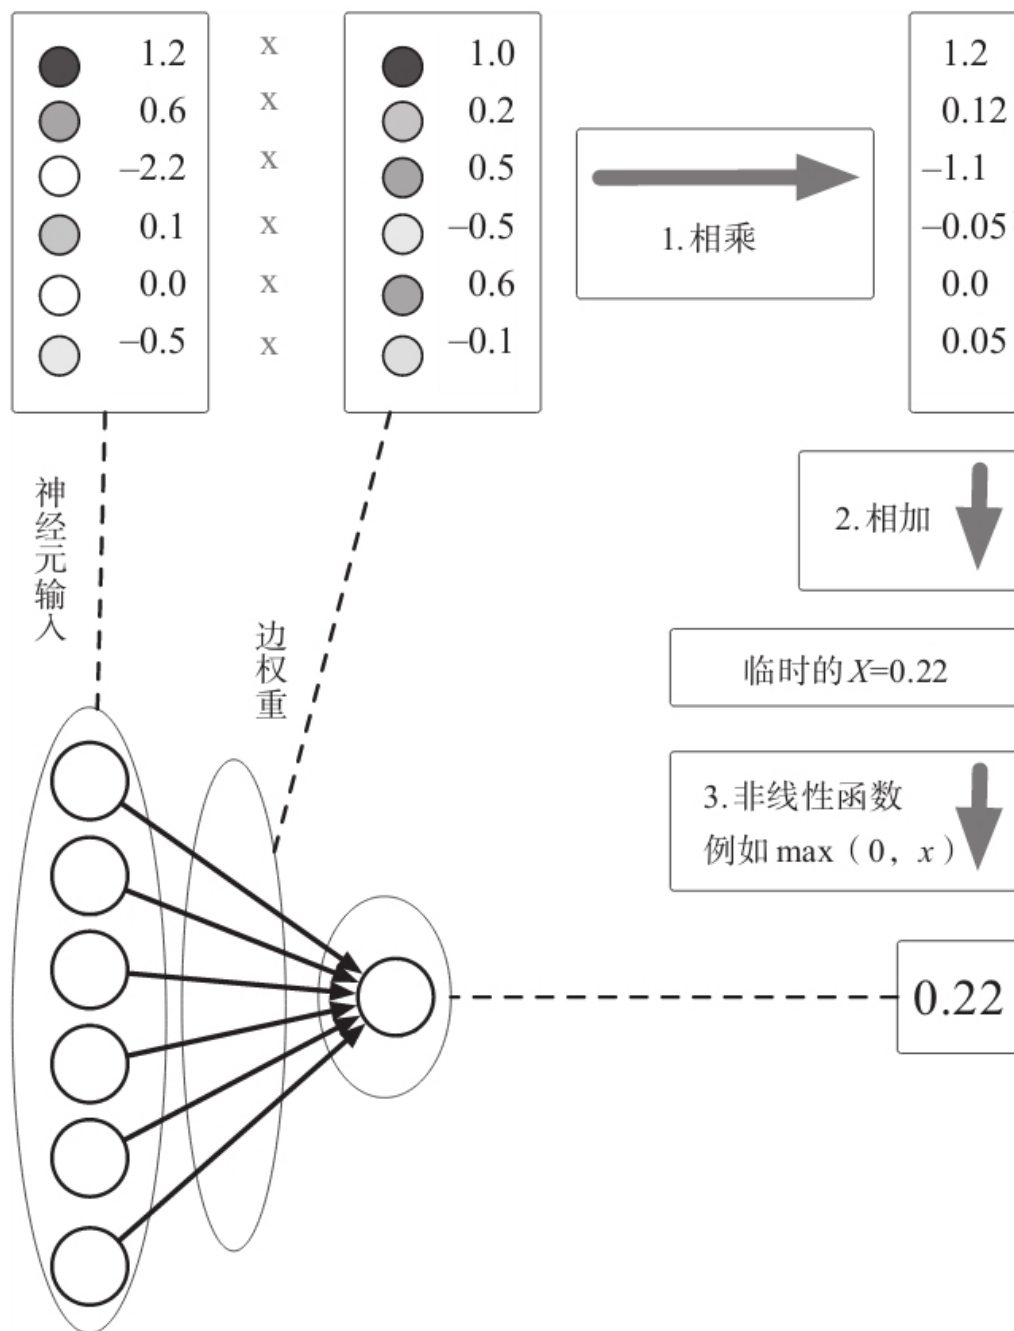 1.2 x 1.0
0.6 x 0.2
–2.2 x 0.5
0.1 x –0.5
0.0 x 0.6
–0.5 x –0.1
1.相乘
1.2
0.12
–1.1
–0.05
0.0
0.05
2.相加
神经元输入
边权重
临时的X=0.22
3.非线性函数
例如 max（0，x）
0.22